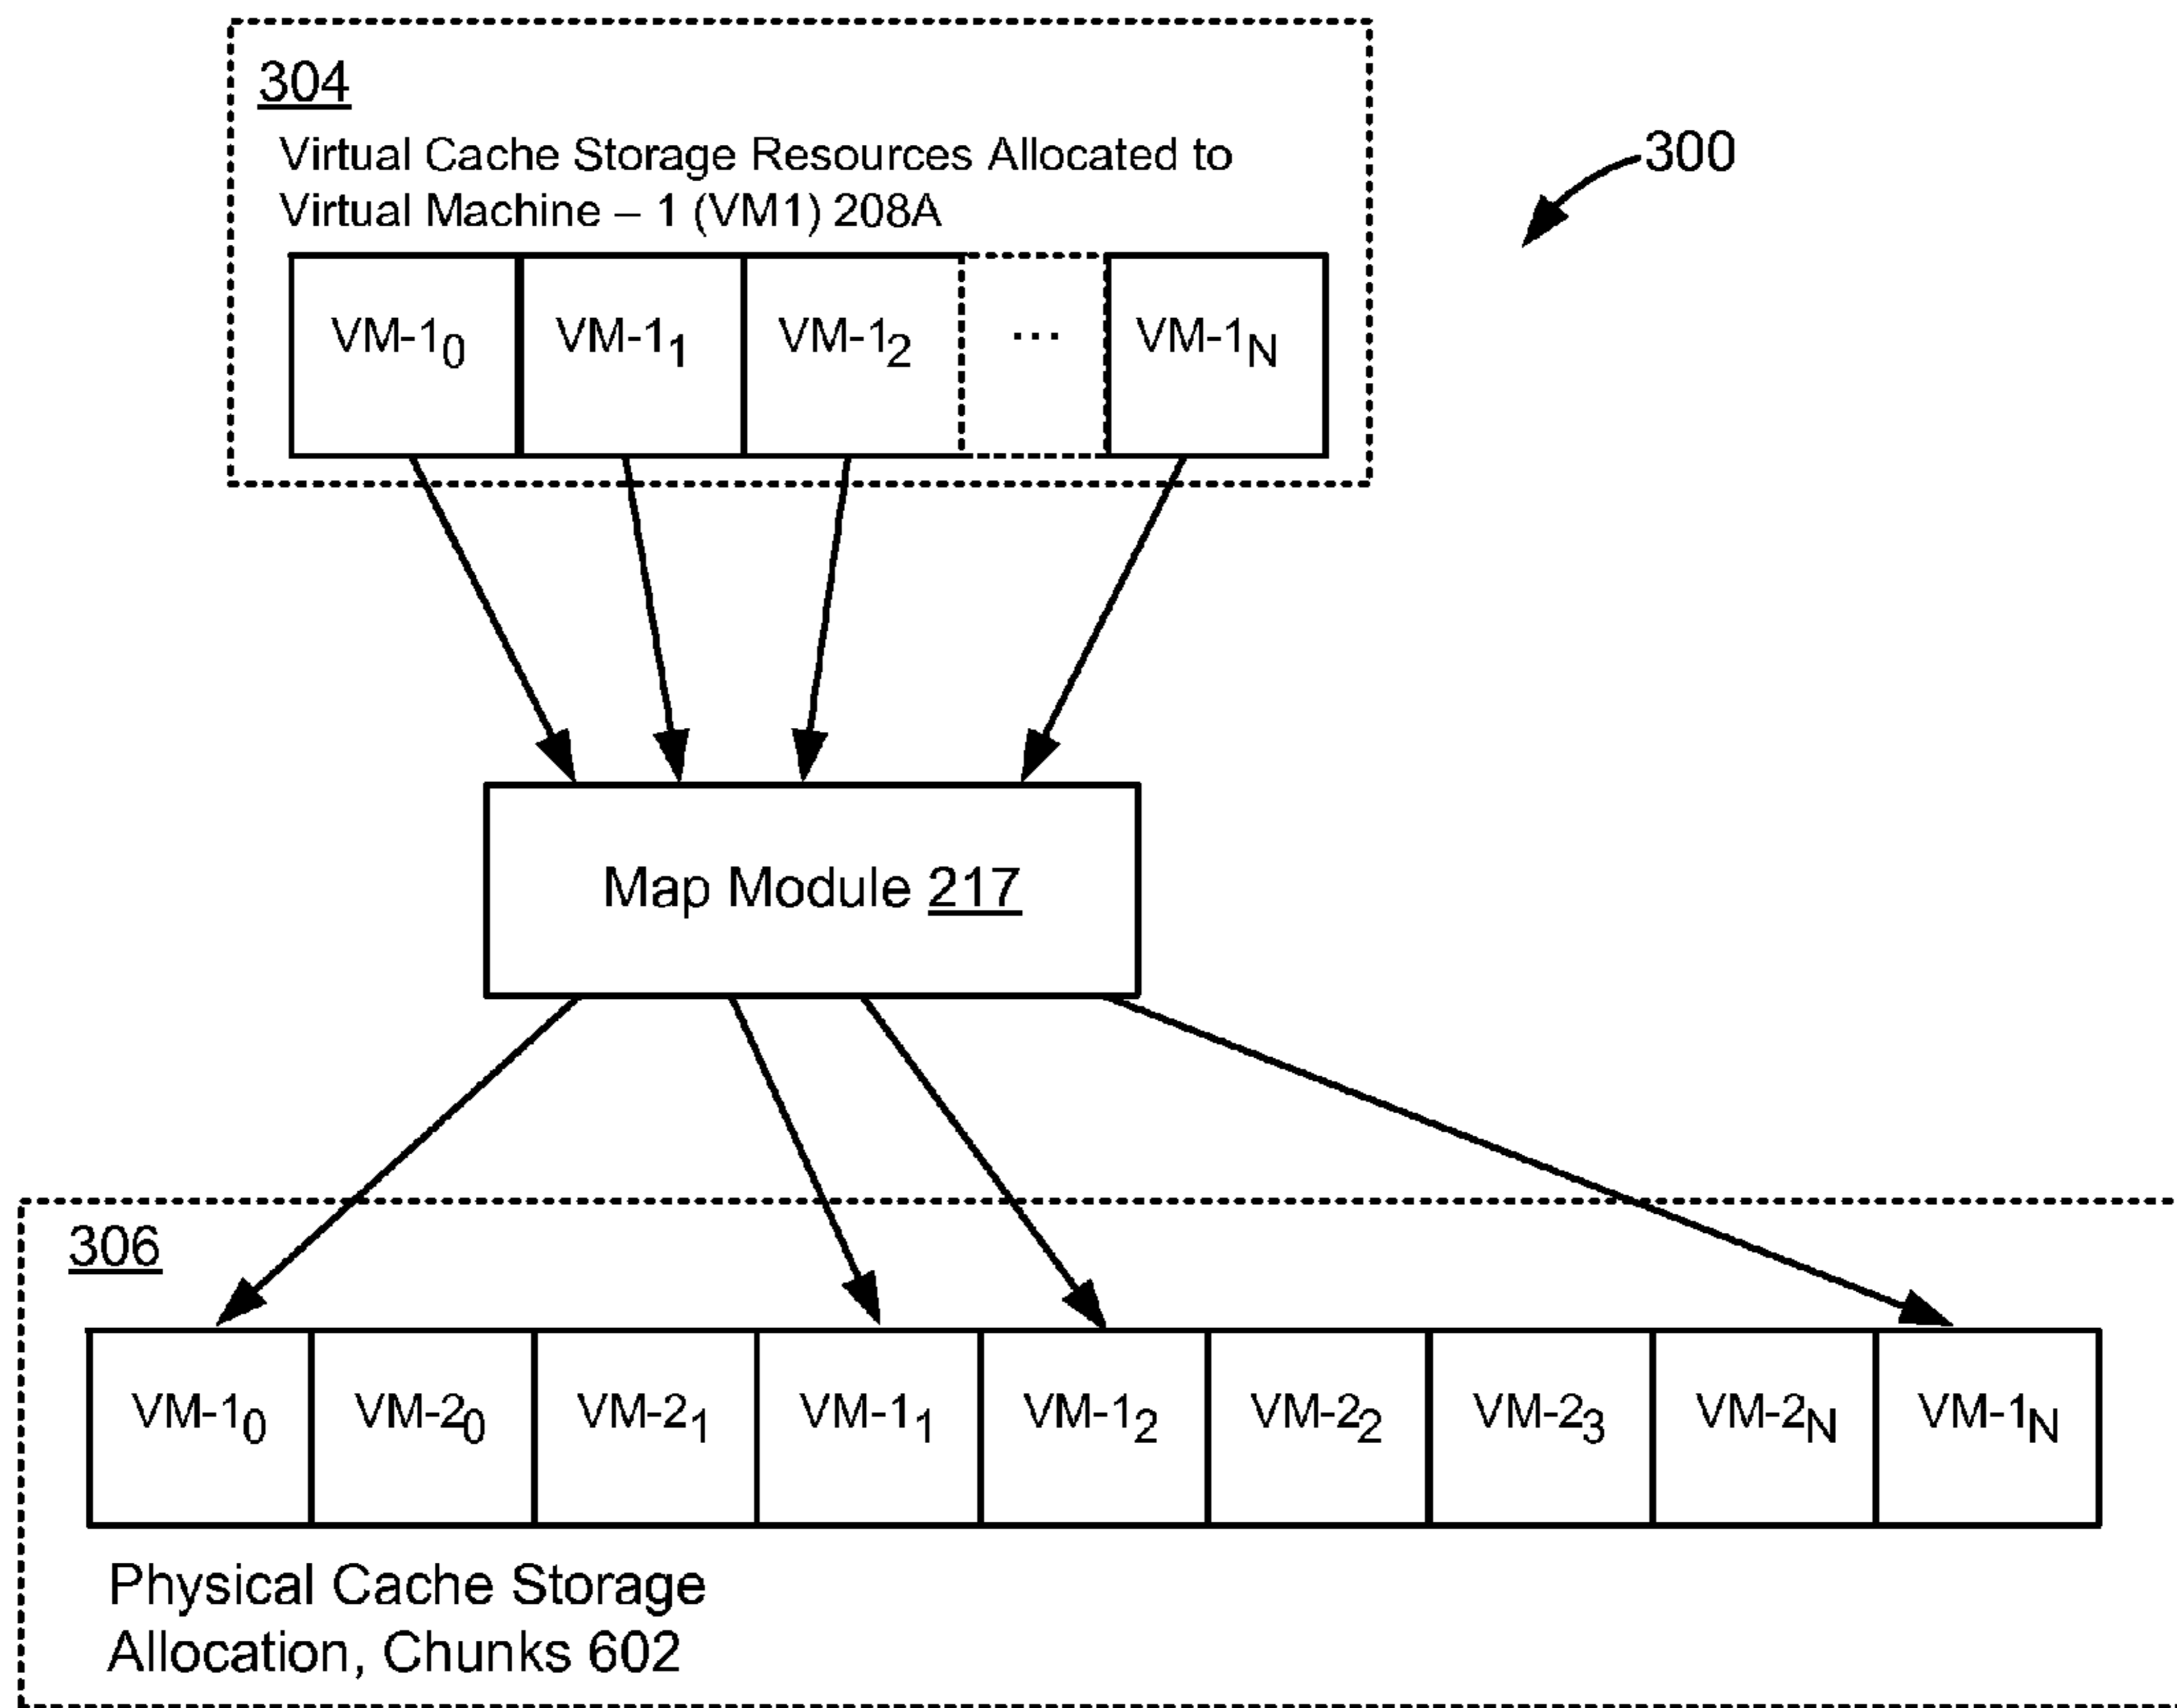 304
Virtual Cache Storage Resources Allocated to
Virtual Machine – 1 (VM1) 208A
300
VM-1₀ VM-1₁ VM-1₂ ... VM-1N
Map Module 217
306
VM-1₀ VM-2₀ VM-2₁ VM-1₁ VM-1₂ VM-2₂ VM-2₃ VM-2N VM-1N
Physical Cache Storage
Allocation, Chunks 602